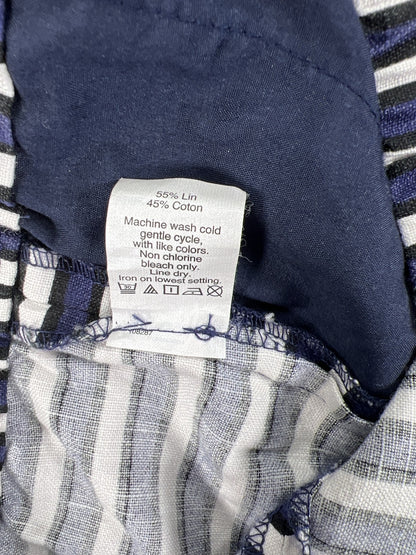 55% Lin
45% Coton
Machine wash cold
gentle cycle,
with like colors.
Non chlorine
bleach only.
Line dry.
Iron on lowest setting.